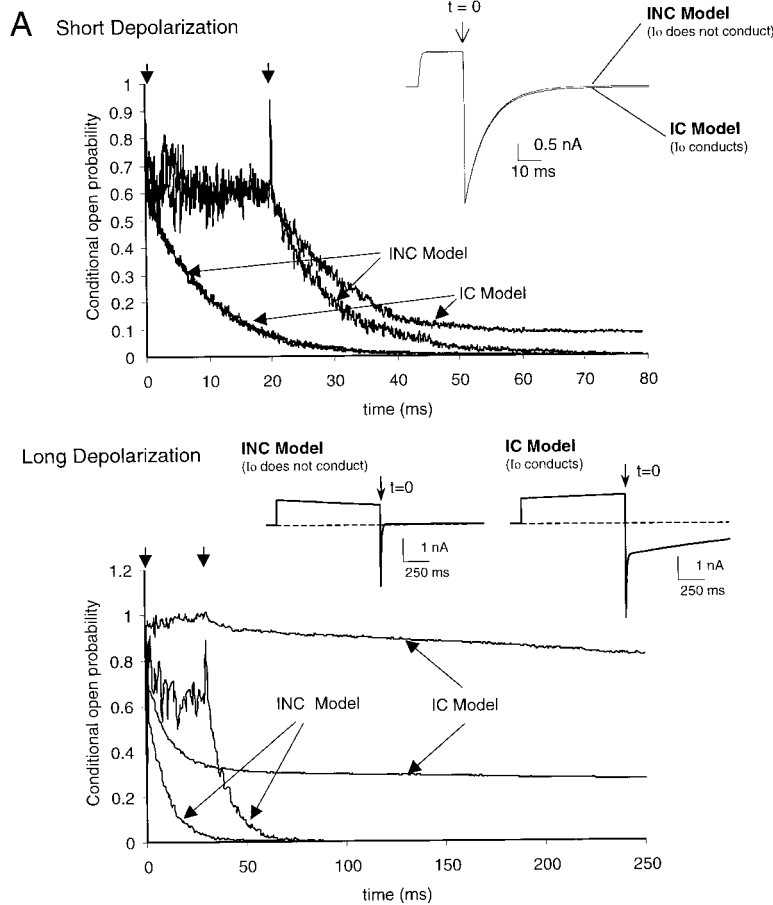 A
Short Depolarization
t = 0
INC Model
(Io does not conduct)
IC Model
(Io conducts)
0.5 nA
10 ms
1
0.9
0.8
0.7
0.6
0.5
0.4
0.3
0.2
0.1
0
Conditional open probability
INC Model
IC Model
0 10 20 30 40 50 60 70 80
time (ms)
Long Depolarization
INC Model
(Io does not conduct)
t=0
1 nA
250 ms
IC Model
(Io conducts)
t=0
1 nA
250 ms
1.2
1
0.8
0.6
0.4
0.2
0
Conditional open probability
INC Model
IC Model
0 50 100 150 200 250
time (ms)